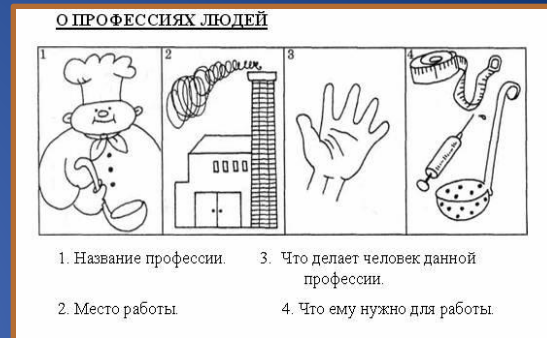 О ПРОФЕССИЯХ ЛЮДЕЙ
1
2
3
4
1. Название профессии.
3. Что делает человек данной
профессии.
2. Место работы.
4. Что ему нужно для работы.